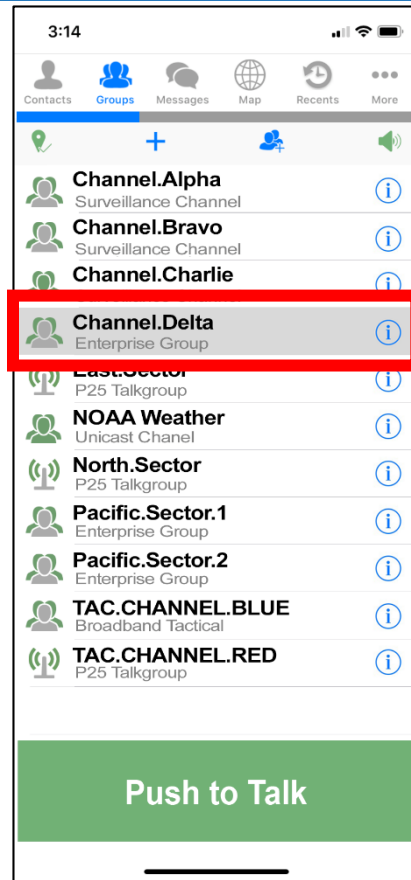 3:14
Contacts Groups Messages Map Recents More
Channel.Alpha
Surveillance Channel
Channel.Bravo
Surveillance Channel
Channel.Charlie
Channel.Delta
Enterprise Group
East.Sector
P25 Talkgroup
NOAA Weather
Unicast Chanel
North.Sector
P25 Talkgroup
Pacific.Sector.1
Enterprise Group
Pacific.Sector.2
Enterprise Group
TAC.CHANNEL.BLUE
Broadband Tactical
TAC.CHANNEL.RED
P25 Talkgroup
Push to Talk